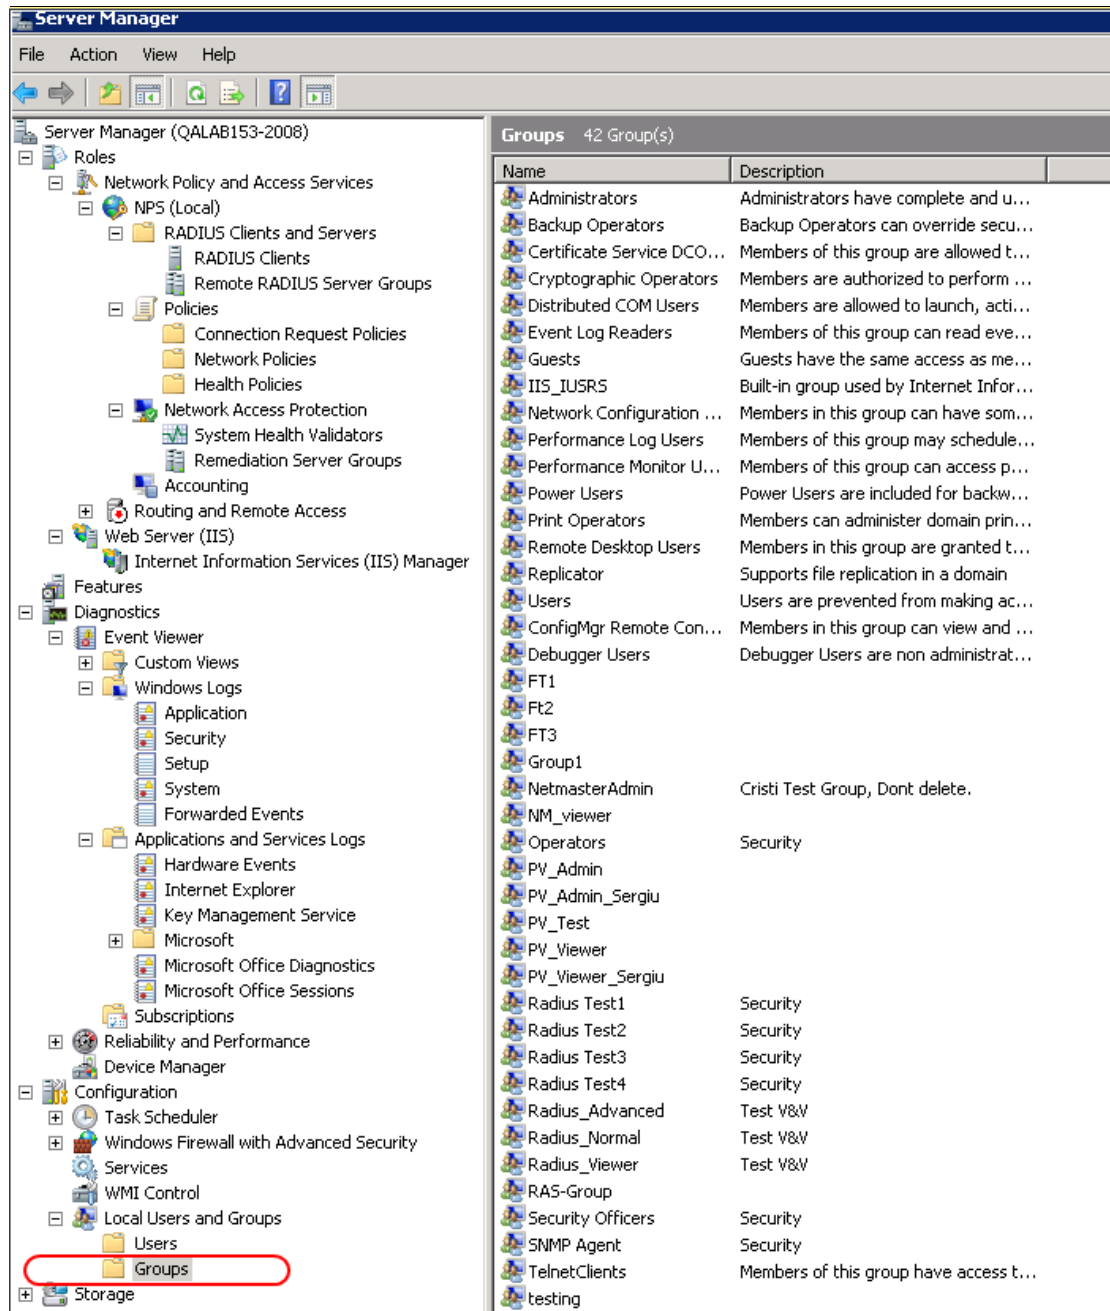 Server Manager
File Action View Help
Server Manager (QALAB153-2008)
Roles
Network Policy and Access Services
NPS (Local)
RADIUS Clients and Servers
RADIUS Clients
Remote RADIUS Server Groups
Policies
Connection Request Policies
Network Policies
Health Policies
Network Access Protection
System Health Validators
Remediation Server Groups
Accounting
Routing and Remote Access
Web Server (IIS)
Internet Information Services (IIS) Manager
Features
Diagnostics
Event Viewer
Custom Views
Windows Logs
Application
Security
Setup
System
Forwarded Events
Applications and Services Logs
Hardware Events
Internet Explorer
Key Management Service
Microsoft
Microsoft Office Diagnostics
Microsoft Office Sessions
Subscriptions
Reliability and Performance
Device Manager
Configuration
Task Scheduler
Windows Firewall with Advanced Security
Services
WMI Control
Local Users and Groups
Users
Groups
Storage
Groups 42 Group(s)
Name Description
Administrators Administrators have complete and u...
Backup Operators Backup Operators can override secu...
Certificate Service DCO... Members of this group are allowed t...
Cryptographic Operators Members are authorized to perform ...
Distributed COM Users Members are allowed to launch, acti...
Event Log Readers Members of this group can read eve...
Guests Guests have the same access as me...
IIS_IUSRS Built-in group used by Internet Infor...
Network Configuration ... Members in this group can have som...
Performance Log Users Members of this group may schedule...
Performance Monitor U... Members of this group can access p...
Power Users Power Users are included for backw...
Print Operators Members can administer domain prin...
Remote Desktop Users Members in this group are granted t...
Replicator Supports file replication in a domain
Users Users are prevented from making ac...
ConfigMgr Remote Con... Members in this group can view and ...
Debugger Users Debugger Users are non administrat...
FT1
Ft2
FT3
Group1
NetmasterAdmin Cristi Test Group, Dont delete.
NM_viewer
Operators Security
PV_Admin
PV_Admin_Sergiu
PV_Test
PV_Viewer
PV_Viewer_Sergiu
Radius Test1 Security
Radius Test2 Security
Radius Test3 Security
Radius Test4 Security
Radius_Advanced Test V&V
Radius_Normal Test V&V
Radius_Viewer Test V&V
RAS-Group
Security Officers Security
SNMP Agent Security
TelnetClients Members of this group have access t...
testing